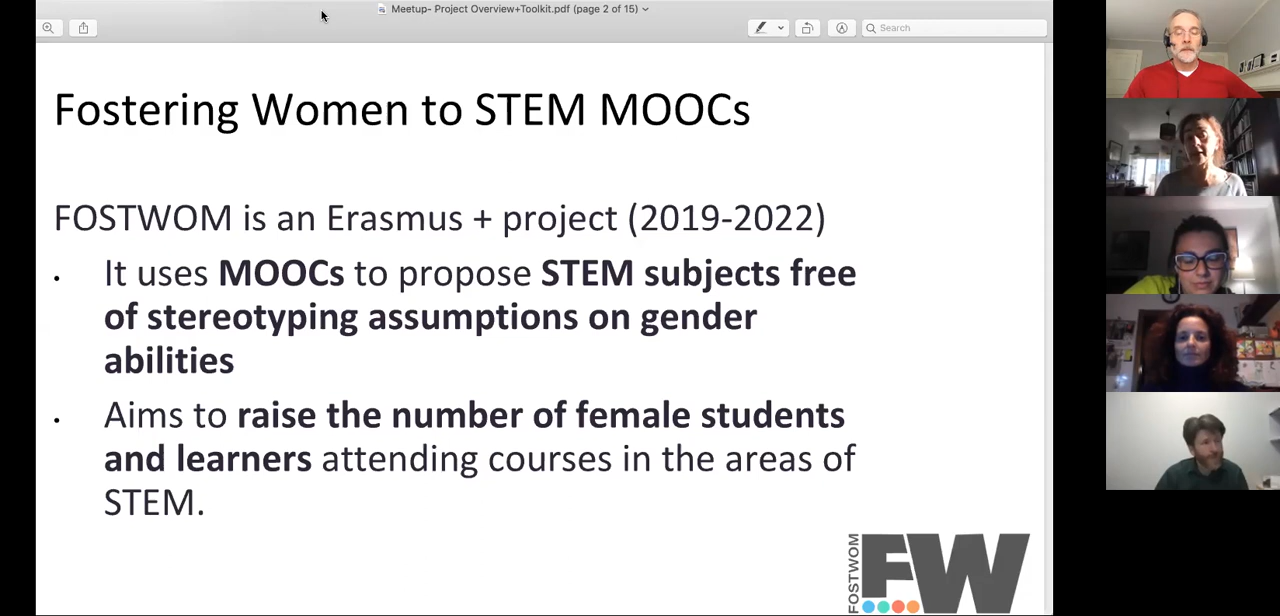 Meetup- Project Overview+Toolkit.pdf (page 2 of 15)
Search
Fostering Women to STEM MOOCs
FOSTWOM is an Erasmus + project (2019-2022)
· It uses MOOCs to propose STEM subjects free
of stereotyping assumptions on gender
abilities
· Aims to raise the number of female students
and learners attending courses in the areas of
STEM.
FOSTWOM
FW